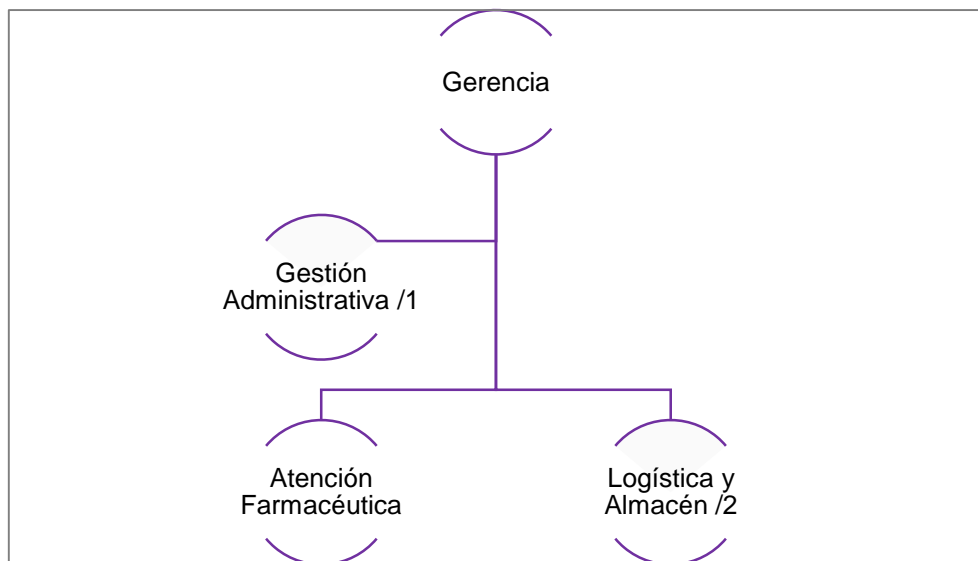 Gerencia
Gestión
Administrativa /1
Atención
Farmacéutica
Logística y
Almacén /2